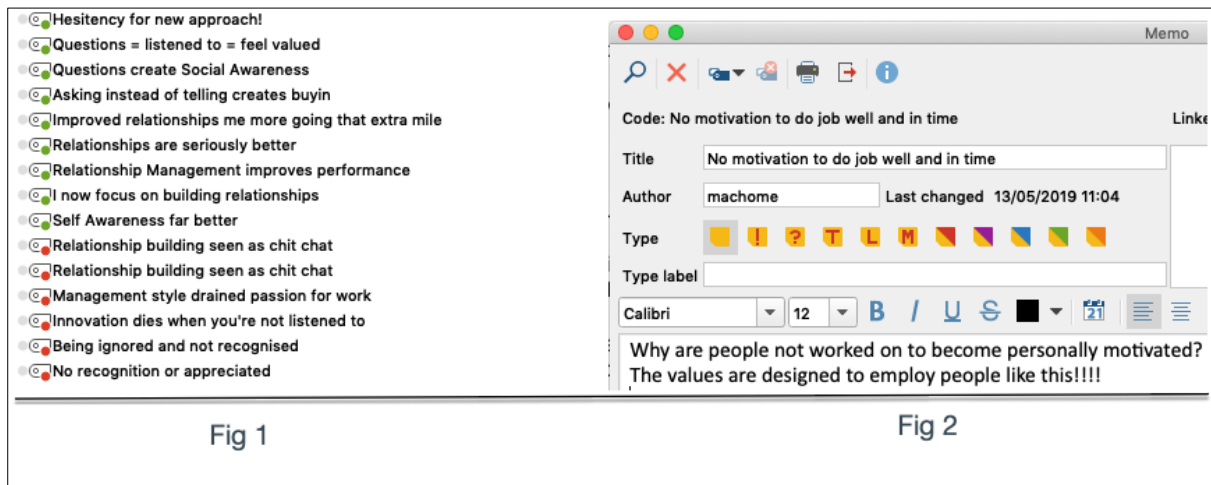 Hesitency for new approach!
Questions = listened to = feel valued
Questions create Social Awareness
Asking instead of telling creates buyin
Improved relationships me more going that extra mile
Relationships are seriously better
Relationship Management improves performance
I now focus on building relationships
Self Awareness far better
Relationship building seen as chit chat
Relationship building seen as chit chat
Management style drained passion for work
Innovation dies when you're not listened to
Being ignored and not recognised
No recognition or appreciated
Fig 1
Memo
Code: No motivation to do job well and in time
Linke
Title No motivation to do job well and in time
Author machome Last changed 13/05/2019 11:04
Type ! ? T L M
Type label
Calibri 12 B I U S 21
Why are people not worked on to become personally motivated?
The values are designed to employ people like this!!!!
Fig 2